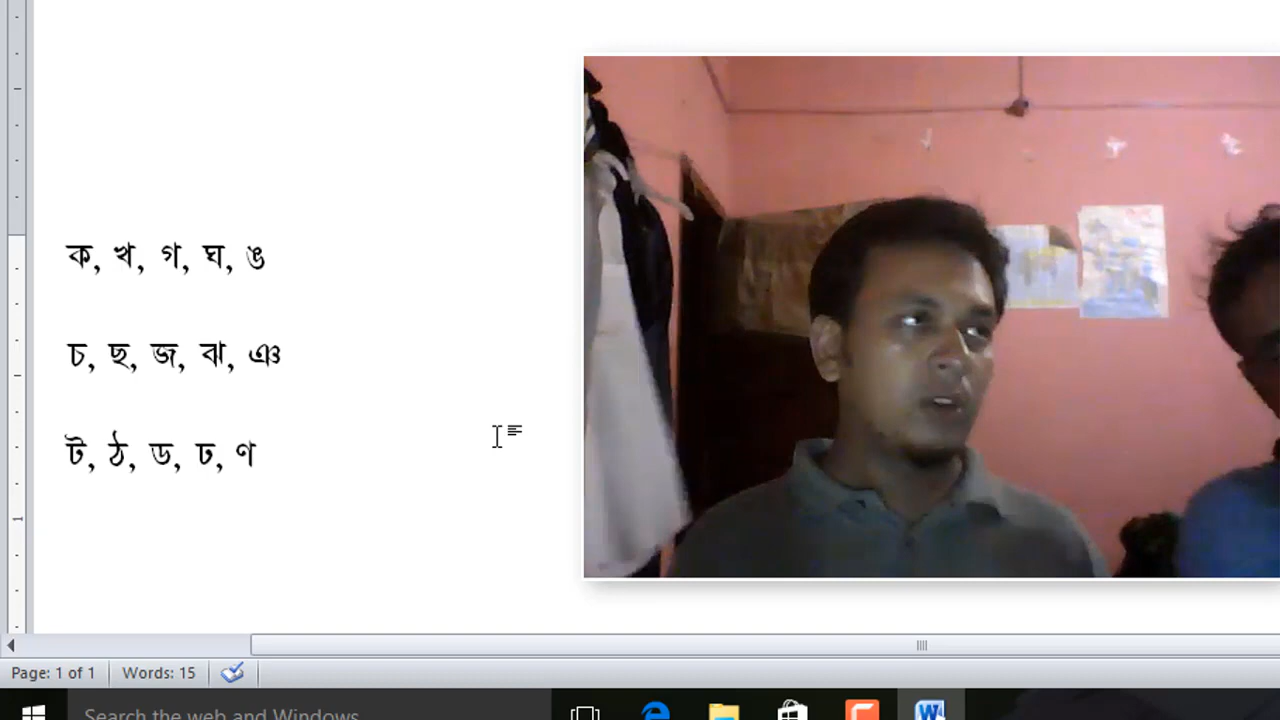 ক, খ, গ, ঘ, ঙ
চ, ছ, জ, ঝ, ঞ
ট, ঠ, ড, ঢ, ণ
Page: 1 of 1 Words: 15
Search the web and Windows